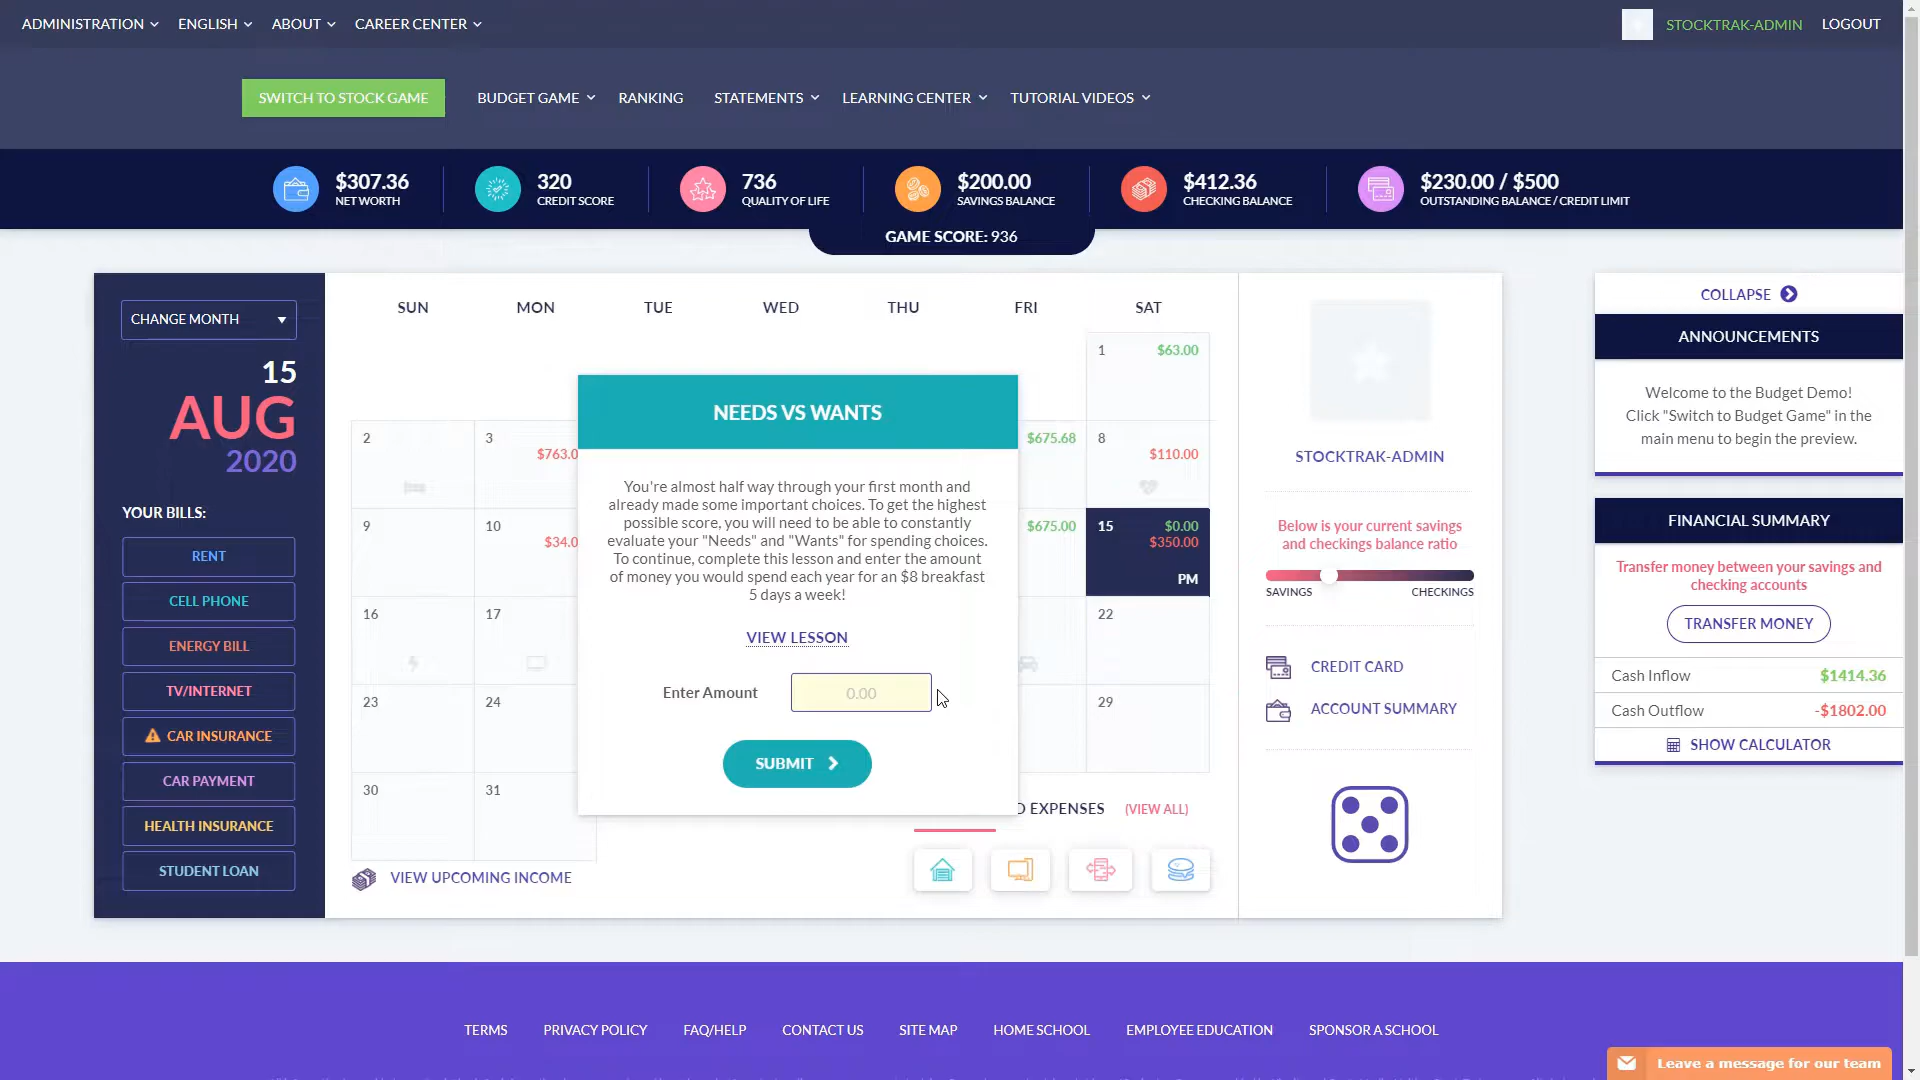 ADMINISTRATION ENGLISH ABOUT CAREER CENTER STOCKTRAK-ADMIN LOGOUT
SWITCH TO STOCK GAME BUDGET GAME RANKING STATEMENTS LEARNING CENTER TUTORIAL VIDEOS
$307.36 NET WORTH
320 CREDIT SCORE
736 QUALITY OF LIFE
$200.00 SAVINGS BALANCE
$412.36 CHECKING BALANCE
$230.00 / $500 OUTSTANDING BALANCE / CREDIT LIMIT
GAME SCORE: 936
CHANGE MONTH
15
AUG
2020
YOUR BILLS:
RENT
CELL PHONE
ENERGY BILL
TV/INTERNET
CAR INSURANCE
CAR PAYMENT
HEALTH INSURANCE
STUDENT LOAN
SUN MON TUE WED THU FRI SAT
1 $63.00
2 3 $675.68 8
$763.0 $110.00
9 10 $675.00 15 $0.00
$34.0 $350.00
PM
16 17 22
23 24 29
30 31
NEEDS VS WANTS
You're almost half way through your first month and
already made some important choices. To get the highest
possible score, you will need to be able to constantly
evaluate your "Needs" and "Wants" for spending choices.
To continue, complete this lesson and enter the amount
of money you would spend each year for an $8 breakfast
5 days a week!
VIEW LESSON
Enter Amount 0.00
SUBMIT
EXPENSES (VIEW ALL)
VIEW UPCOMING INCOME
STOCKTRAK-ADMIN
Below is your current savings
and checkings balance ratio
SAVINGS CHECKINGS
CREDIT CARD
ACCOUNT SUMMARY
COLLAPSE
ANNOUNCEMENTS
Welcome to the Budget Demo!
Click "Switch to Budget Game" in the
main menu to begin the preview.
FINANCIAL SUMMARY
Transfer money between your savings and
checking accounts
TRANSFER MONEY
Cash Inflow $1414.36
Cash Outflow -$1802.00
SHOW CALCULATOR
TERMS PRIVACY POLICY FAQ/HELP CONTACT US SITE MAP HOME SCHOOL EMPLOYEE EDUCATION SPONSOR A SCHOOL
Leave a message for our team